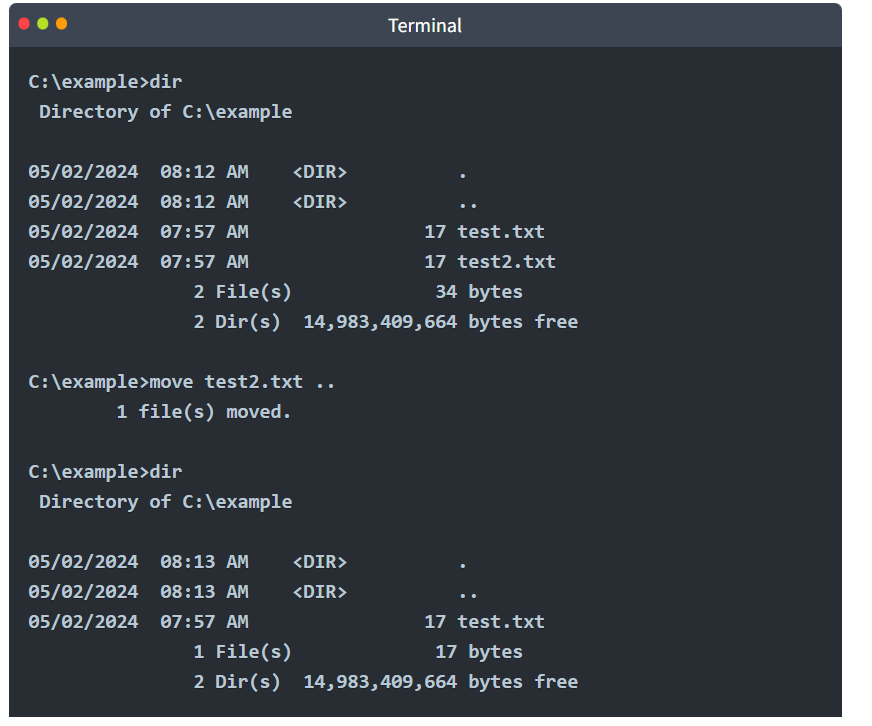 Terminal
C:\example>dir
 Directory of C:\example
05/02/2024  08:12 AM    <DIR>          .
05/02/2024  08:12 AM    <DIR>          ..
05/02/2024  07:57 AM                17 test.txt
05/02/2024  07:57 AM                17 test2.txt
               2 File(s)             34 bytes
               2 Dir(s)  14,983,409,664 bytes free
C:\example>move test2.txt ..
        1 file(s) moved.
C:\example>dir
 Directory of C:\example
05/02/2024  08:13 AM    <DIR>          .
05/02/2024  08:13 AM    <DIR>          ..
05/02/2024  07:57 AM                17 test.txt
               1 File(s)             17 bytes
               2 Dir(s)  14,983,409,664 bytes free